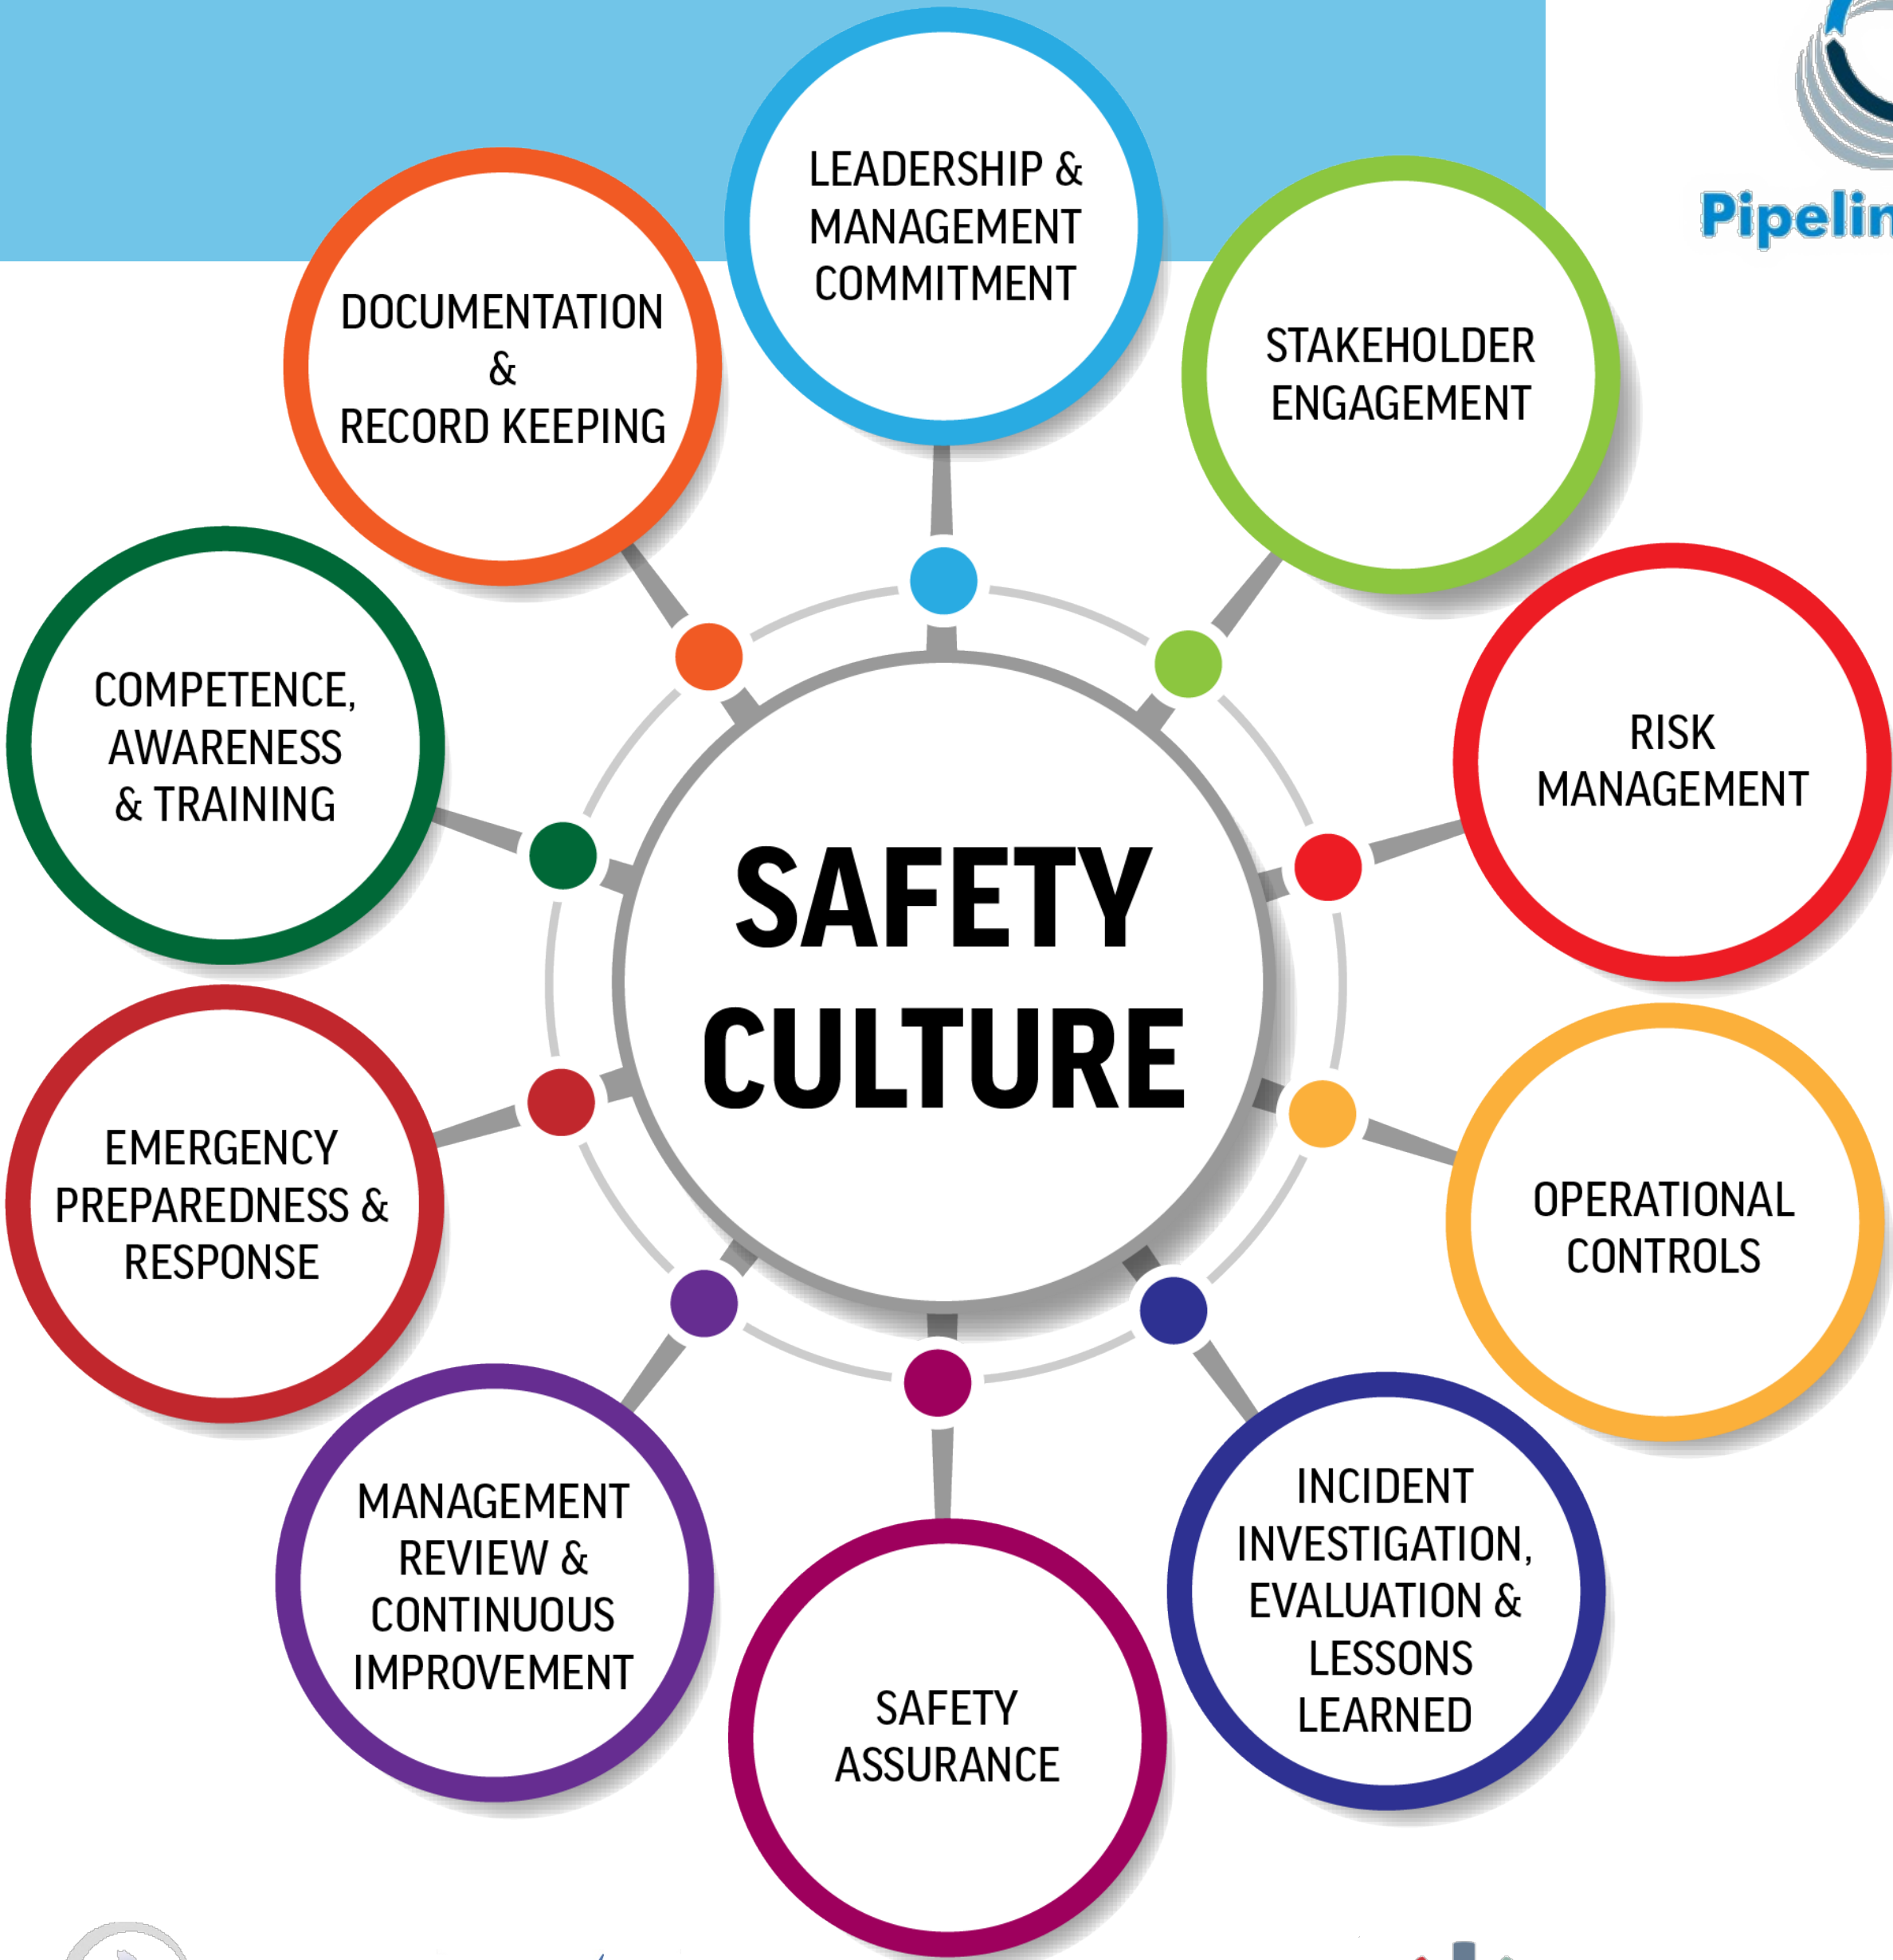 LEADERSHIP &
MANAGEMENT
COMMITMENT
STAKEHOLDER
ENGAGEMENT
RISK
MANAGEMENT
OPERATIONAL
CONTROLS
INCIDENT
INVESTIGATION,
EVALUATION &
LESSONS
LEARNED
SAFETY
ASSURANCE
MANAGEMENT
REVIEW &
CONTINUOUS
IMPROVEMENT
EMERGENCY
PREPAREDNESS &
RESPONSE
COMPETENCE,
AWARENESS
& TRAINING
DOCUMENTATION
&
RECORD KEEPING
SAFETY
CULTURE